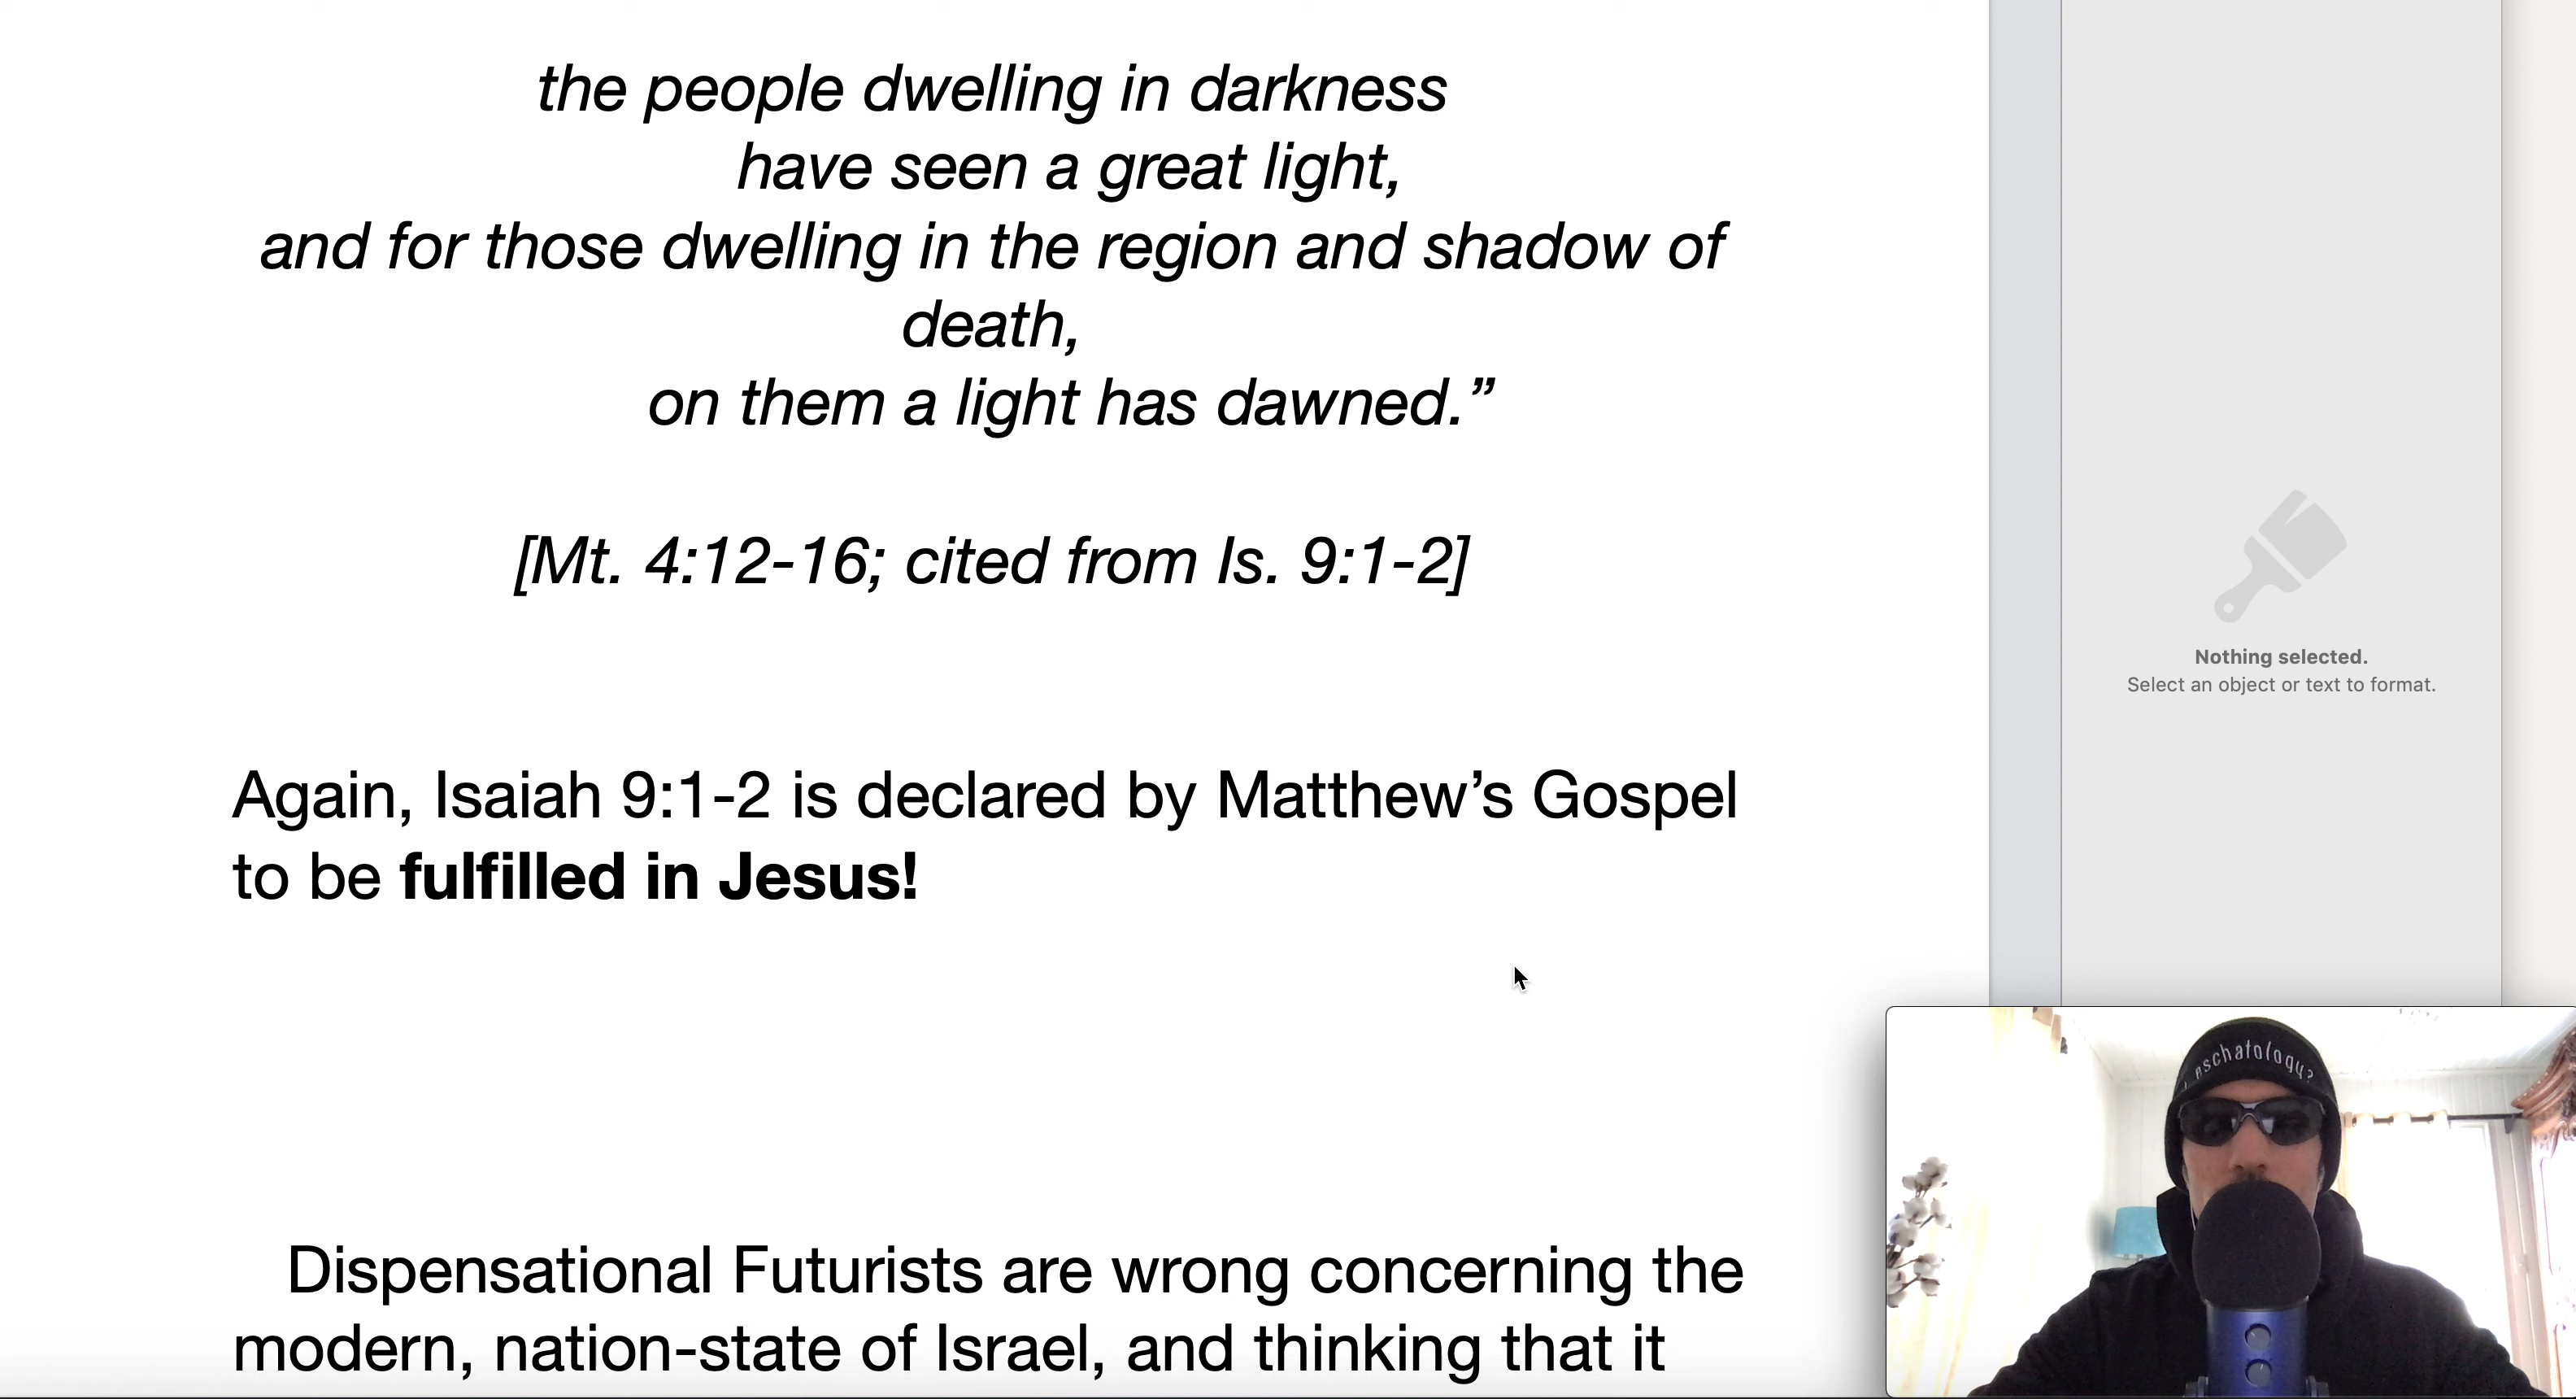 the people dwelling in darkness
have seen a great light,
and for those dwelling in the region and shadow of
death,
on them a light has dawned.”
[Mt. 4:12-16; cited from Is. 9:1-2]
Again, Isaiah 9:1-2 is declared by Matthew’s Gospel
to be fulfilled in Jesus!
Dispensational Futurists are wrong concerning the
modern, nation-state of Israel, and thinking that it
Nothing selected.
Select an object or text to format.